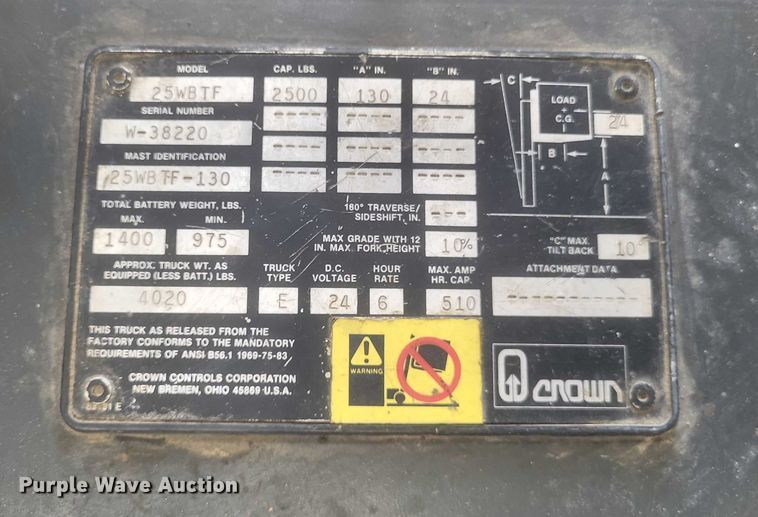 MODEL CAP. LBS. "A" IN. "B" IN.
25WBTF 2500 130 24
SERIAL NUMBER ---- ---- ----
W-38220
MAST IDENTIFICATION ---- ---- ----
25WBTF-130 ---- ---- ----
C LOAD C.G. 24
B A
TOTAL BATTERY WEIGHT, LBS.
MAX. MIN.
1400 975
180° TRAVERSE/
SIDESHIFT, IN. ---
MAX GRADE WITH 12
IN. MAX FORK HEIGHT 10%
"C" MAX.
TILT BACK 10°
APPROX. TRUCK WT. AS
EQUIPPED (LESS BATT.) LBS.
4020
TRUCK
TYPE
E
D.C.
VOLTAGE
24
HOUR
RATE
6
MAX. AMP
HR. CAP.
510
ATTACHMENT DATA
------------
THIS TRUCK AS RELEASED FROM THE
FACTORY CONFORMS TO THE MANDATORY
REQUIREMENTS OF ANSI-B56.1 1969-75-83
CROWN CONTROLS CORPORATION
NEW BREMEN, OHIO 45869 U.S.A.
WARNING
CROWN
Purple Wave Auction